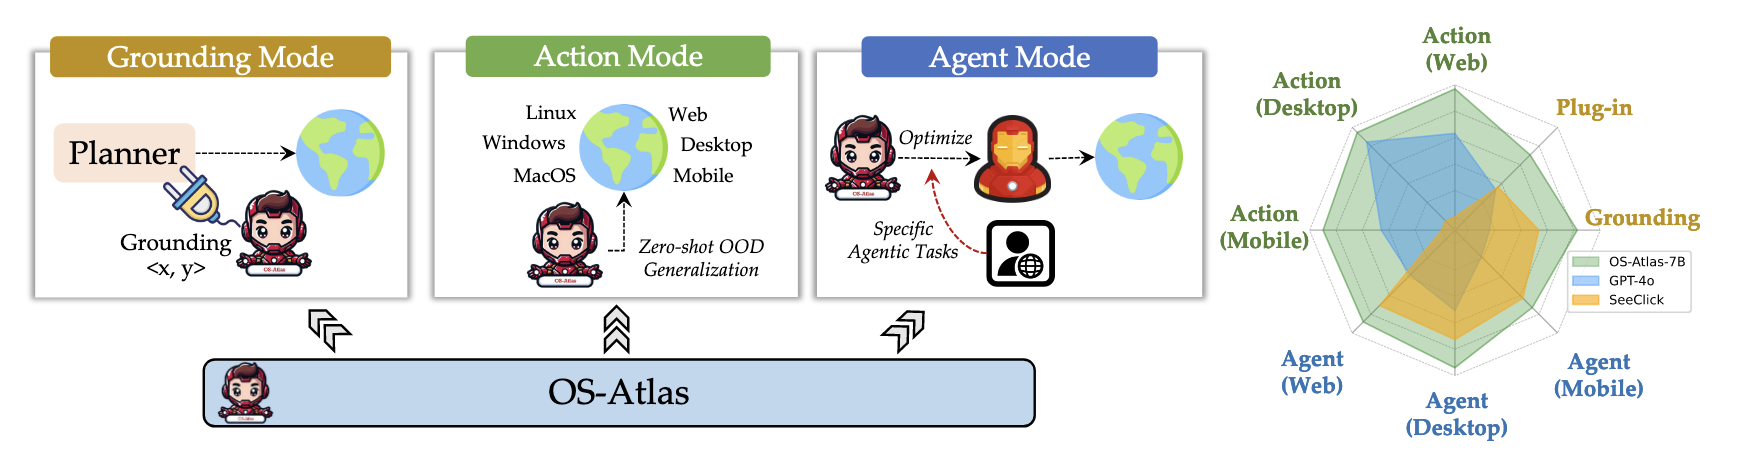 Grounding Mode
Planner
Grounding
<x, y>
OS-Atlas
Action Mode
Linux
Windows
MacOS
Web
Desktop
Mobile
Zero-shot OOD
Generalization
OS-Atlas
Agent Mode
OS-Atlas
Optimize
Specific
Agentic Tasks
OS-Atlas
Action
(Web)
Action
(Desktop)
Plug-in
Action
(Mobile)
Grounding
OS-Atlas-7B
GPT-4o
SeeClick
Agent
(Web)
Agent
(Desktop)
Agent
(Mobile)